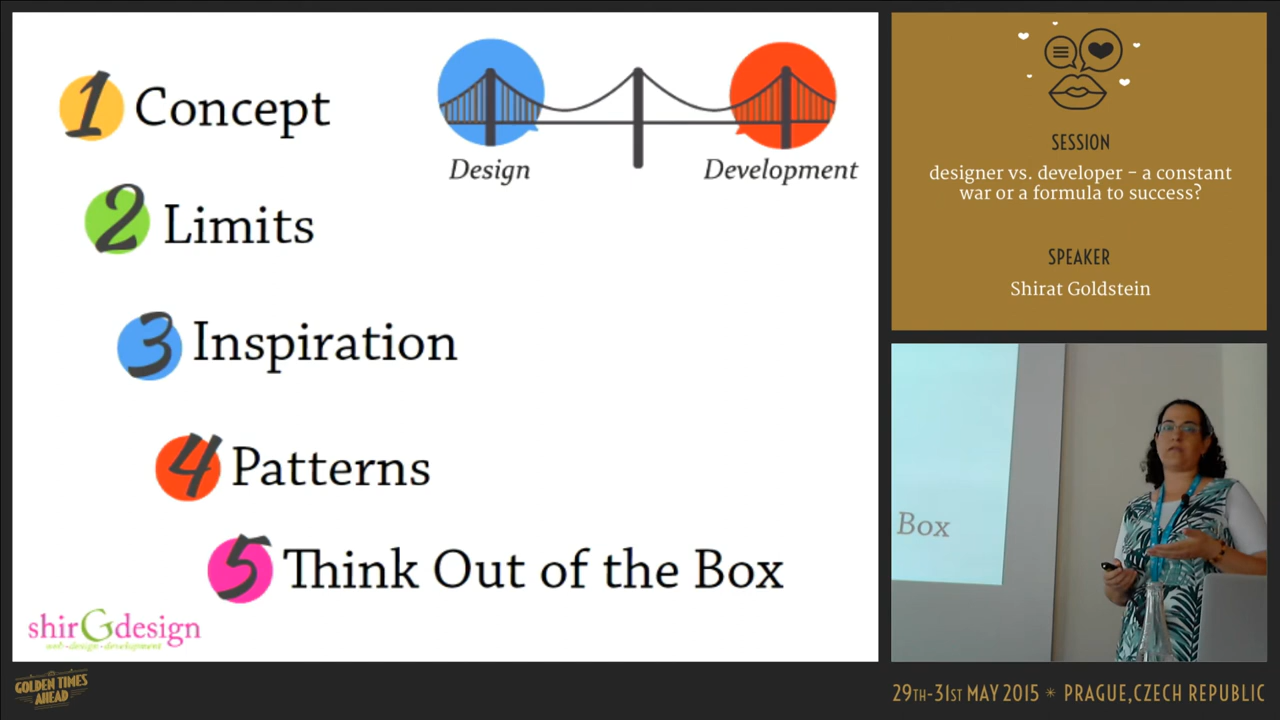 1 Concept
Design
Development
2 Limits
3 Inspiration
4 Patterns
5 Think Out of the Box
shirGdesign
web-design-development
SESSION
designer vs. developer - a constant
war or a formula to success?
SPEAKER
Shirat Goldstein
Box
GOLDEN TIMES
AHEAD
29TH-31ST MAY 2015 * PRAGUE,CZECH REPUBLIC